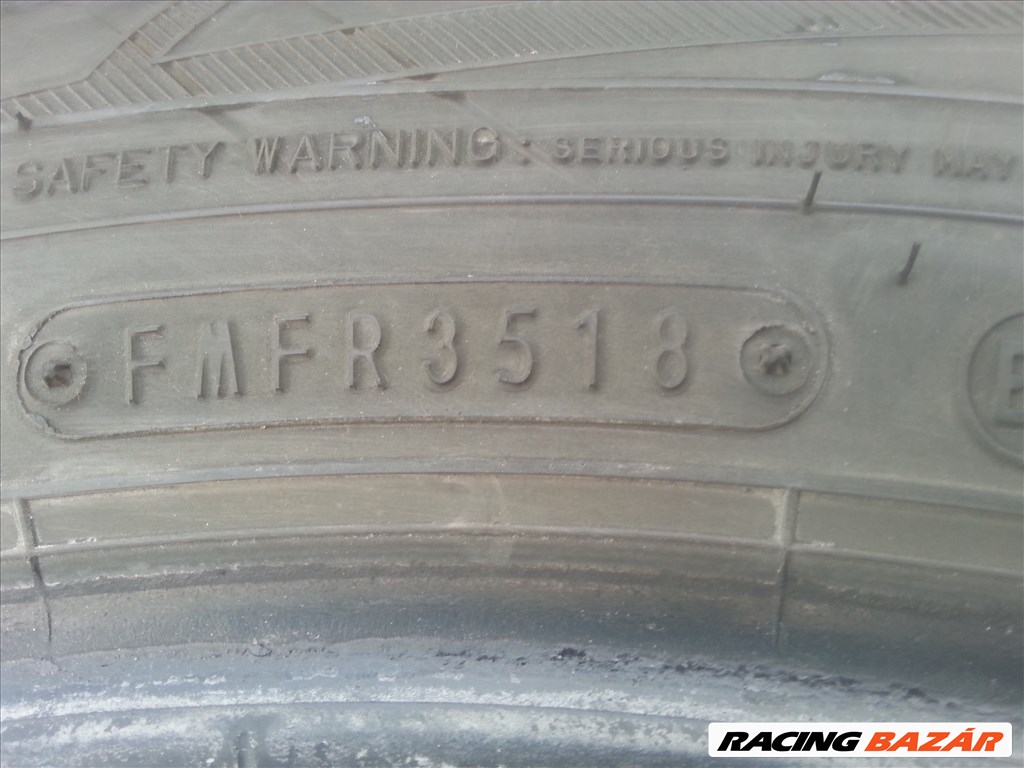 SAFETY WARNING: SERIOUS INJURY MAY
FMFR3518
E
RACING BAZÁR